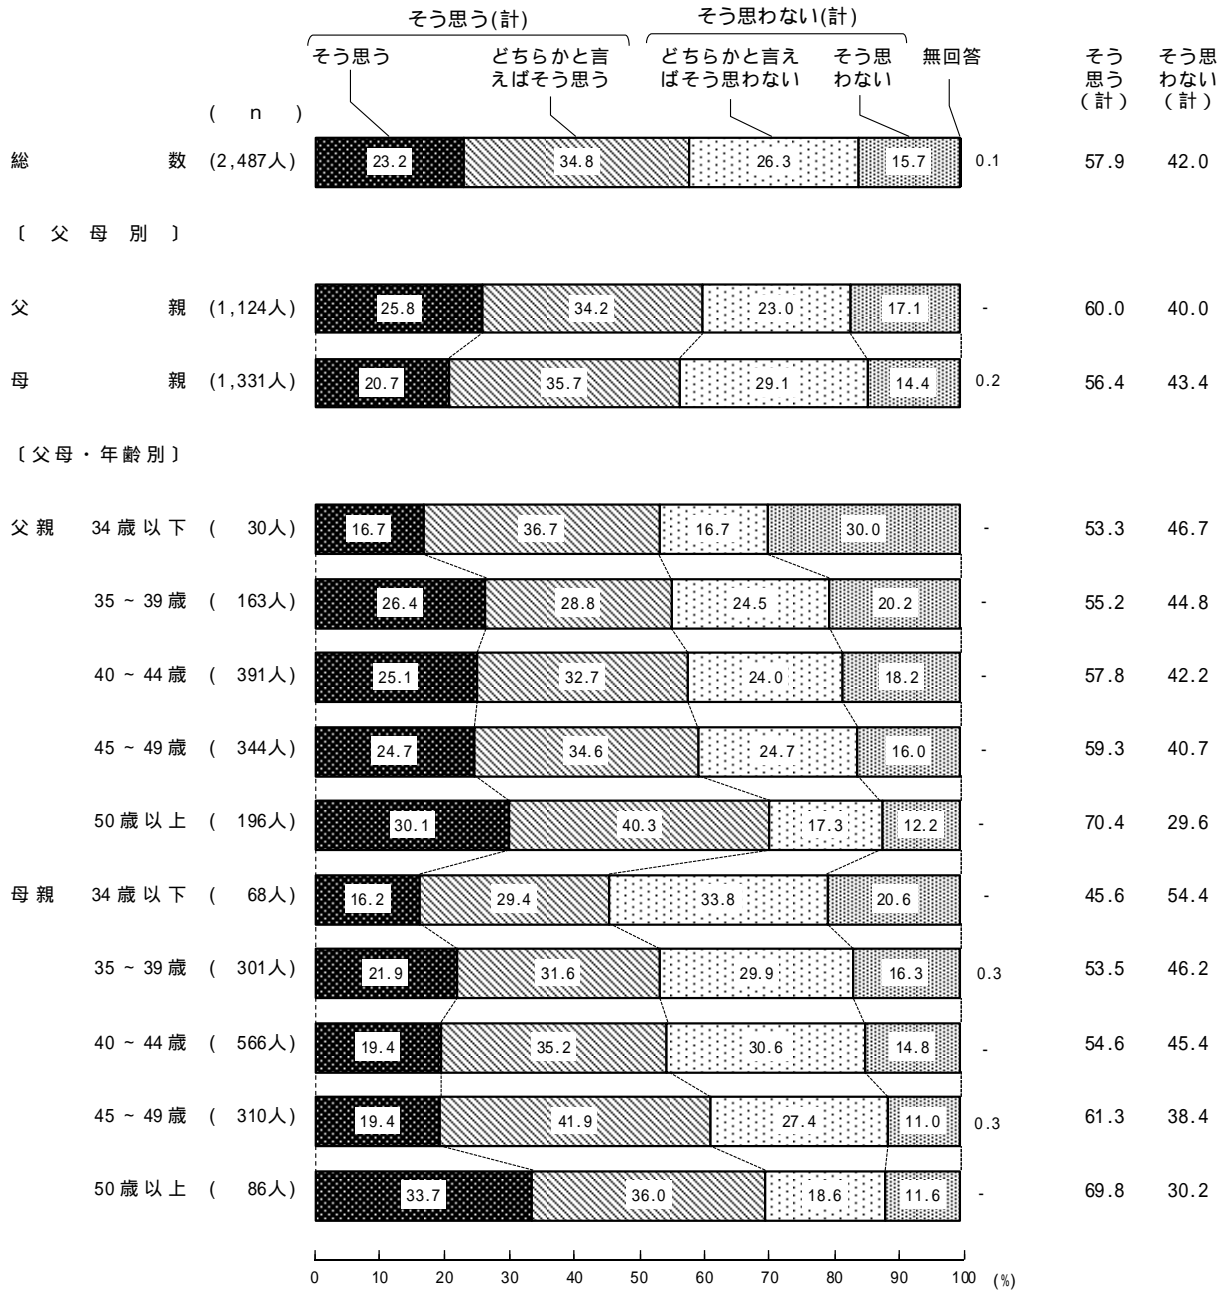 そう思う(計) そう思わない(計)
そう思う どちらかと言 どちらかと言え そう思 無回答 そう そう思
えばそう思う ばそう思わない わない 思う わない
(計) (計)
( n )
総数 (2,487人) 23.2 34.8 26.3 15.7 0.1 57.9 42.0
〔父母別〕
父親 (1,124人) 25.8 34.2 23.0 17.1 - 60.0 40.0
母親 (1,331人) 20.7 35.7 29.1 14.4 0.2 56.4 43.4
〔父母・年齢別〕
父親 34歳以下 ( 30人) 16.7 36.7 16.7 30.0 - 53.3 46.7
35~39歳 ( 163人) 26.4 28.8 24.5 20.2 - 55.2 44.8
40~44歳 ( 391人) 25.1 32.7 24.0 18.2 - 57.8 42.2
45~49歳 ( 344人) 24.7 34.6 24.7 16.0 - 59.3 40.7
50歳以上 ( 196人) 30.1 40.3 17.3 12.2 - 70.4 29.6
母親 34歳以下 ( 68人) 16.2 29.4 33.8 20.6 - 45.6 54.4
35~39歳 ( 301人) 21.9 31.6 29.9 16.3 0.3 53.5 46.2
40~44歳 ( 566人) 19.4 35.2 30.6 14.8 - 54.6 45.4
45~49歳 ( 310人) 19.4 41.9 27.4 11.0 0.3 61.3 38.4
50歳以上 ( 86人) 33.7 36.0 18.6 11.6 - 69.8 30.2
0 10 20 30 40 50 60 70 80 90 100 (%)